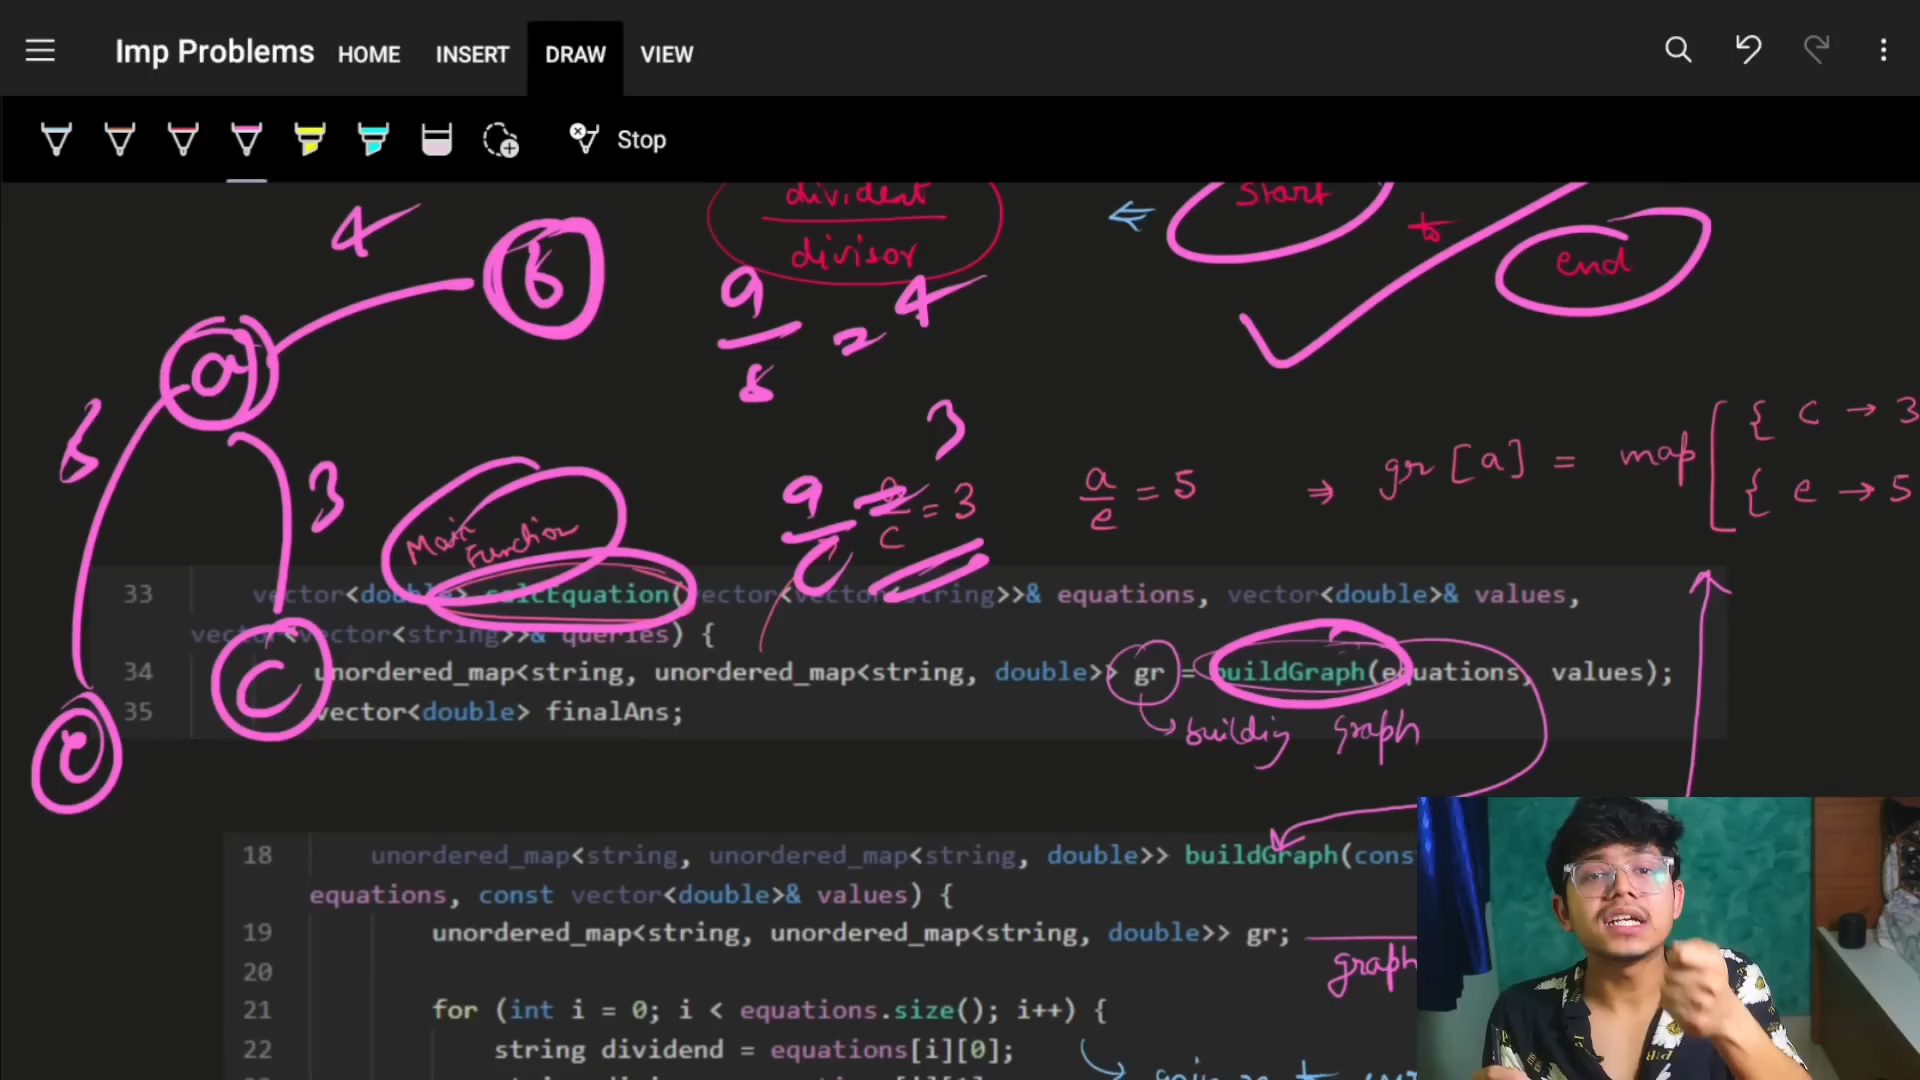 Imp Problems HOME INSERT DRAW VIEW
Stop
divident
divisor
start
to
end
4
b
a
5
3
c
e
a
b
= 4
Main
Function
3
a
c
a
c = 3
a
e = 5
⇒ gr [a] = map [ { c → 3
{ e → 5
33 vector<double> calcEquation(vector<vector<string>>& equations, vector<double>& values,
vector<vector<string>>& queries) {
34 unordered_map<string, unordered_map<string, double>> gr = buildGraph(equations, values);
35 vector<double> finalAns;
building graph
18 unordered_map<string, unordered_map<string, double>> buildGraph(cons
equations, const vector<double>& values) {
19 unordered_map<string, unordered_map<string, double>> gr;
graph
20
21 for (int i = 0; i < equations.size(); i++) {
22 string dividend = equations[i][0];